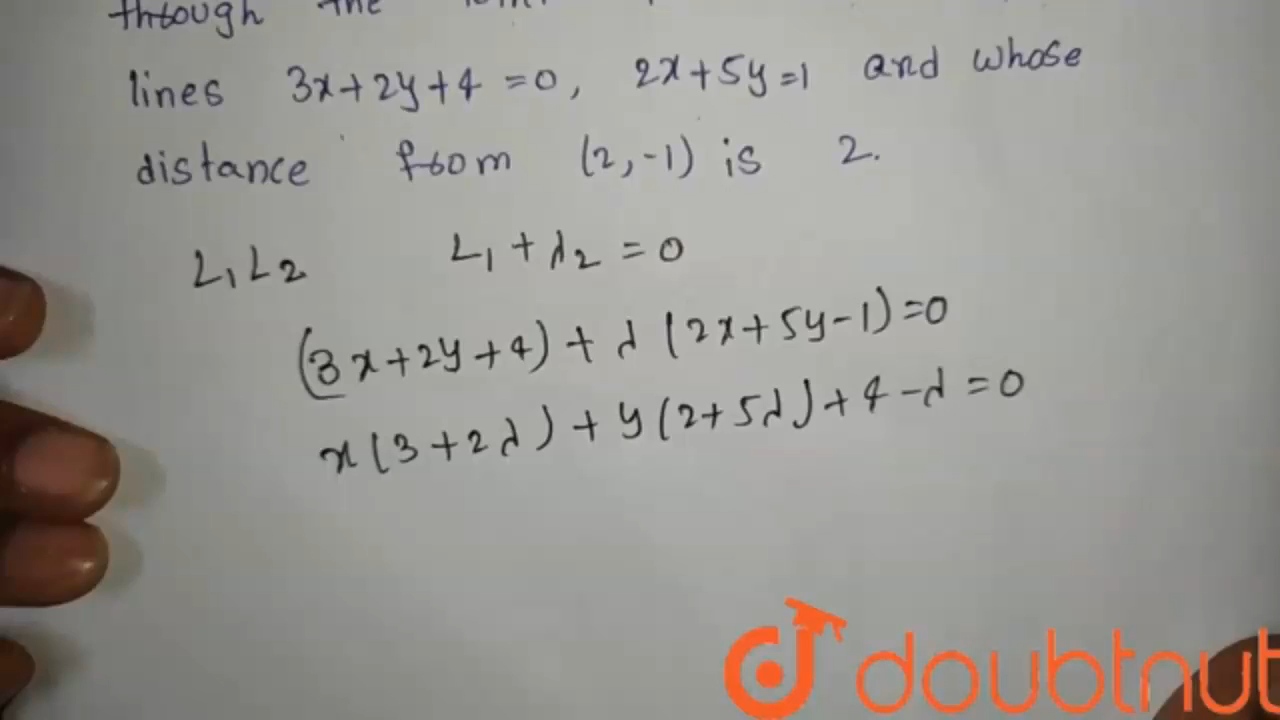 through the
lines 3x+2y+4=0, 2x+5y=1 and whose
distance from (2,-1) is 2.
L1L2 L1+λ2=0
(3x+2y+4)+λ(2x+5y-1)=0
x(3+2λ)+y(2+5λ)+4-λ=0
doubtnut